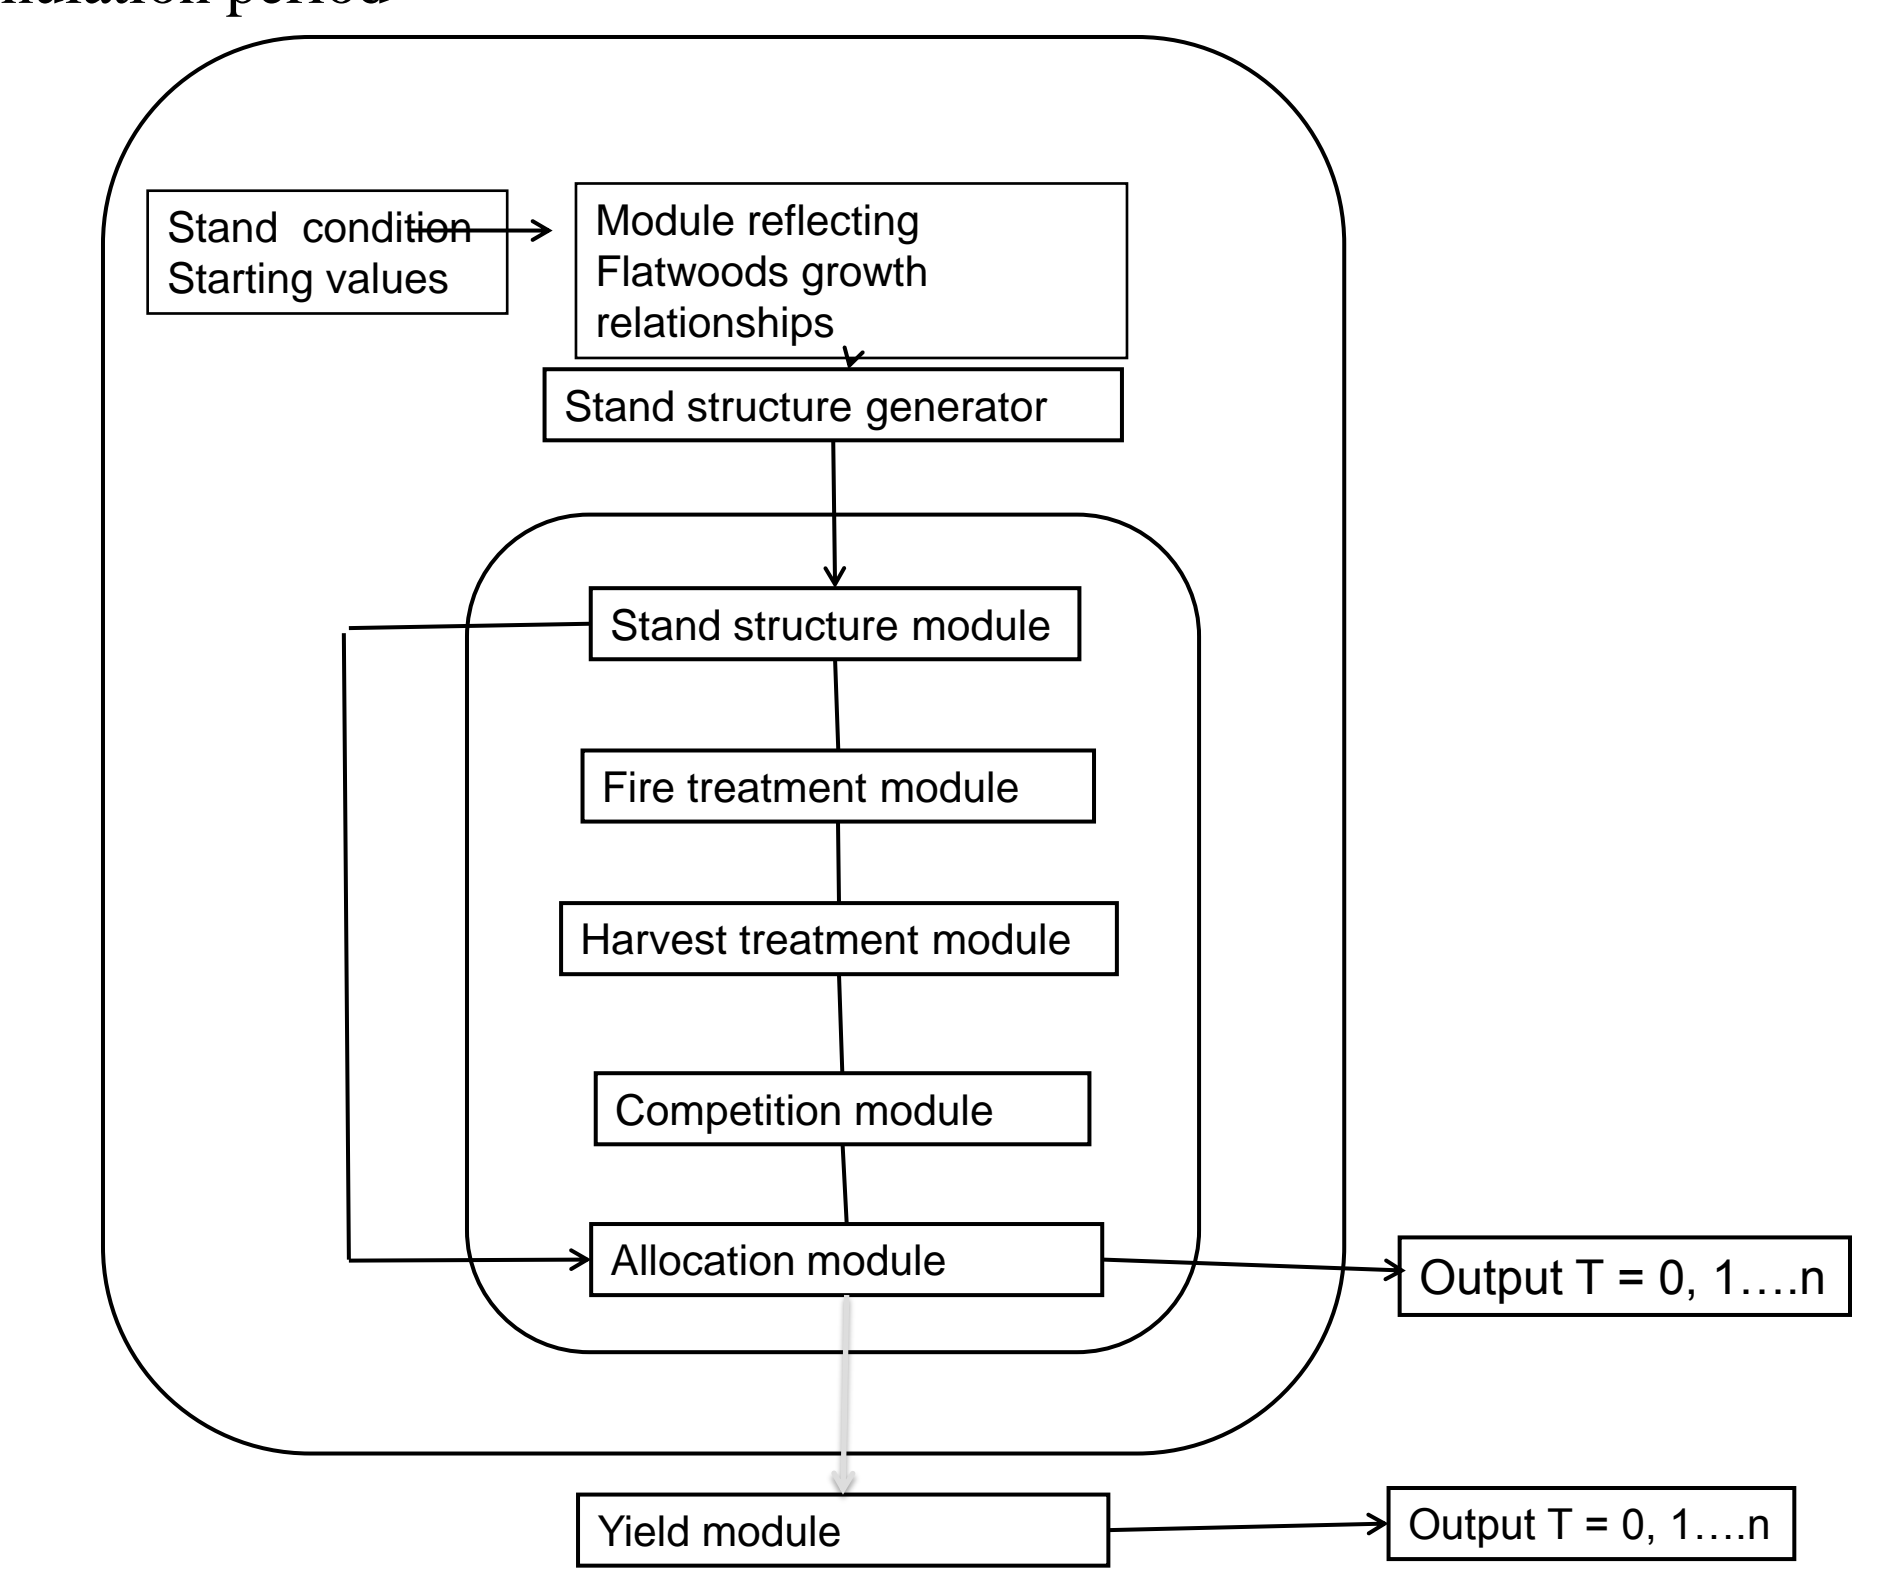 period
Stand condition
Starting values
Module reflecting
Flatwoods growth
relationships
Stand structure generator
Stand structure module
Fire treatment module
Harvest treatment module
Competition module
Allocation module
Output T = 0, 1....n
Yield module
Output T = 0, 1....n